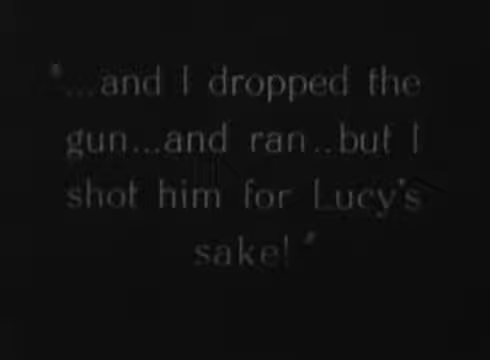 "...and I dropped the
gun...and ran..but I
shot him for Lucy's
sake!"